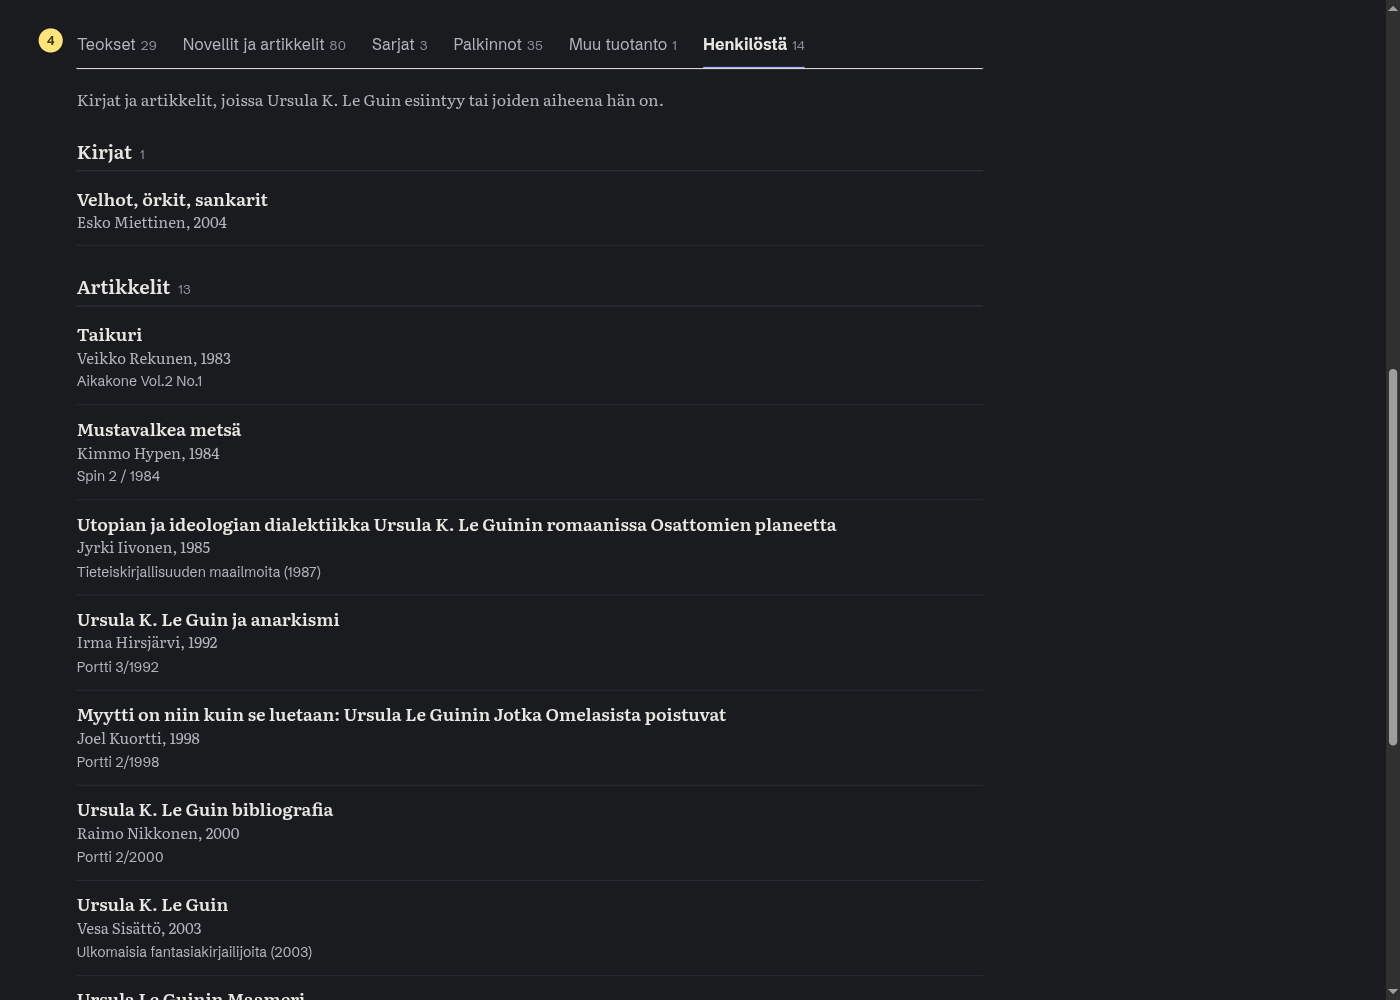 4
Teokset 29 Novellit ja artikkelit 80 Sarjat 3 Palkinnot 35 Muu tuotanto 1 Henkilöstä 14
Kirjat ja artikkelit, joissa Ursula K. Le Guin esiintyy tai joiden aiheena hän on.
Kirjat 1
Velhot, örkit, sankarit
Esko Miettinen, 2004
Artikkelit 13
Taikuri
Veikko Rekunen, 1983
Aikakone Vol.2 No.1
Mustavalkea metsä
Kimmo Hypen, 1984
Spin 2 / 1984
Utopian ja ideologian dialektiikka Ursula K. Le Guinin romaanissa Osattomien planeetta
Jyrki Iivonen, 1985
Tieteiskirjallisuuden maailmoita (1987)
Ursula K. Le Guin ja anarkismi
Irma Hirsjärvi, 1992
Portti 3/1992
Myytti on niin kuin se luetaan: Ursula Le Guinin Jotka Omelasista poistuvat
Joel Kuortti, 1998
Portti 2/1998
Ursula K. Le Guin bibliografia
Raimo Nikkonen, 2000
Portti 2/2000
Ursula K. Le Guin
Vesa Sisättö, 2003
Ulkomaisia fantasiakirjailijoita (2003)
Ursula Le Guinin Maameri